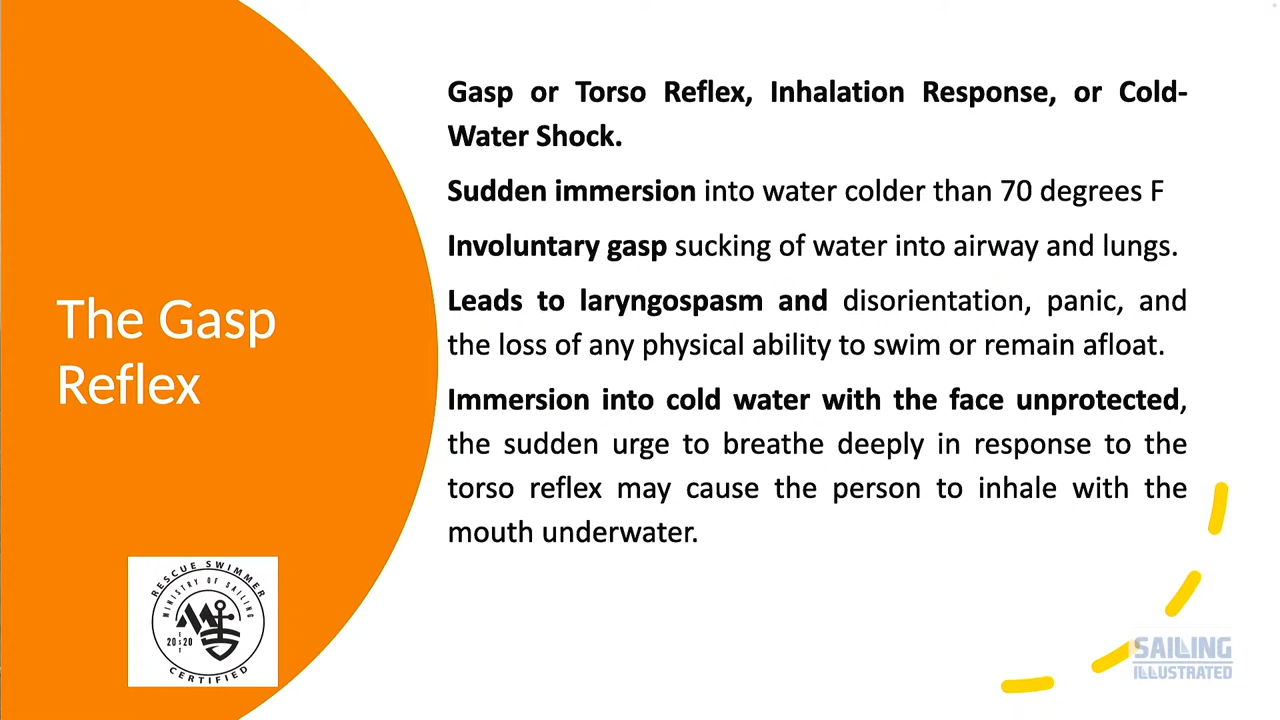 Gasp or Torso Reflex, Inhalation Response, or Cold-
Water Shock.
Sudden immersion into water colder than 70 degrees F
Involuntary gasp sucking of water into airway and lungs.
Leads to laryngospasm and disorientation, panic, and
the loss of any physical ability to swim or remain afloat.
Immersion into cold water with the face unprotected,
the sudden urge to breathe deeply in response to the
torso reflex may cause the person to inhale with the
mouth underwater.
The Gasp
Reflex
RESCUE SWIMMER
MINISTRY OF SAILING
EST
2020
CERTIFIED
SAILING
ILLUSTRATED